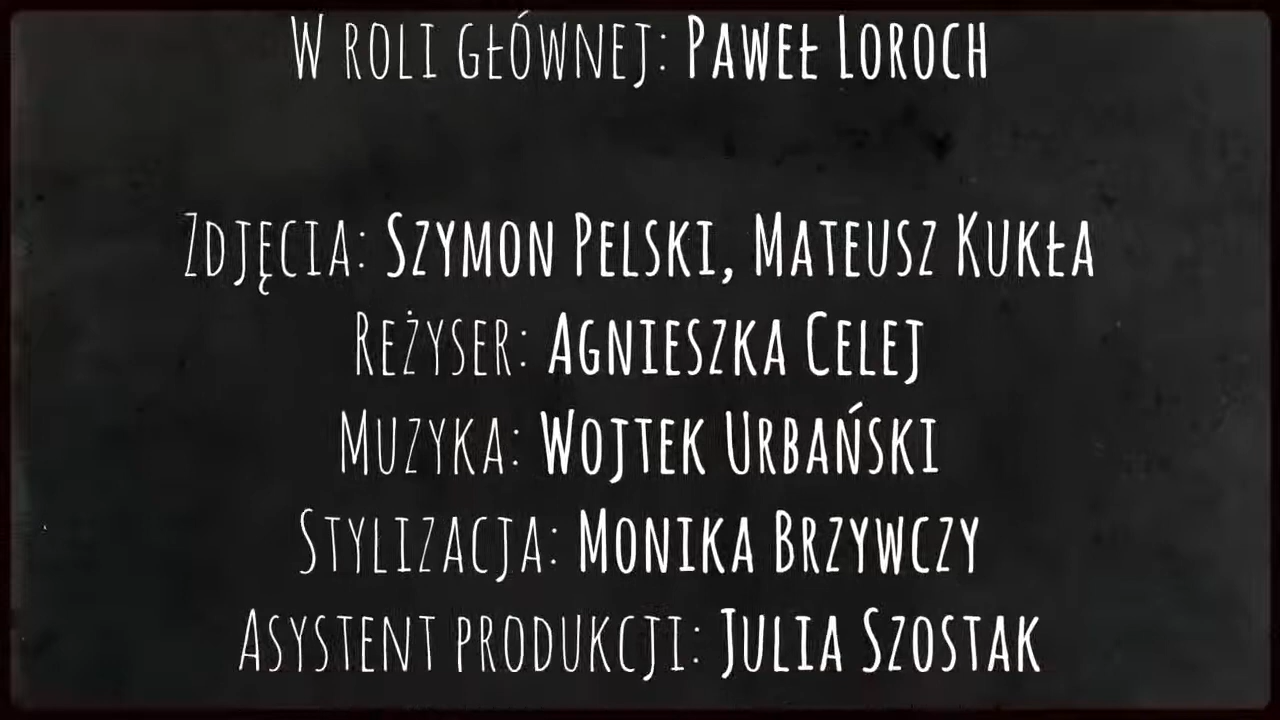 W roli głównej: Paweł Loroch
Zdjęcia: Szymon Pelski, Mateusz Kukła
Reżyser: Agnieszka Celej
Muzyka: Wojtek Urbański
Stylizacja: Monika Brzywczy
Asystent produkcji: Julia Szostak